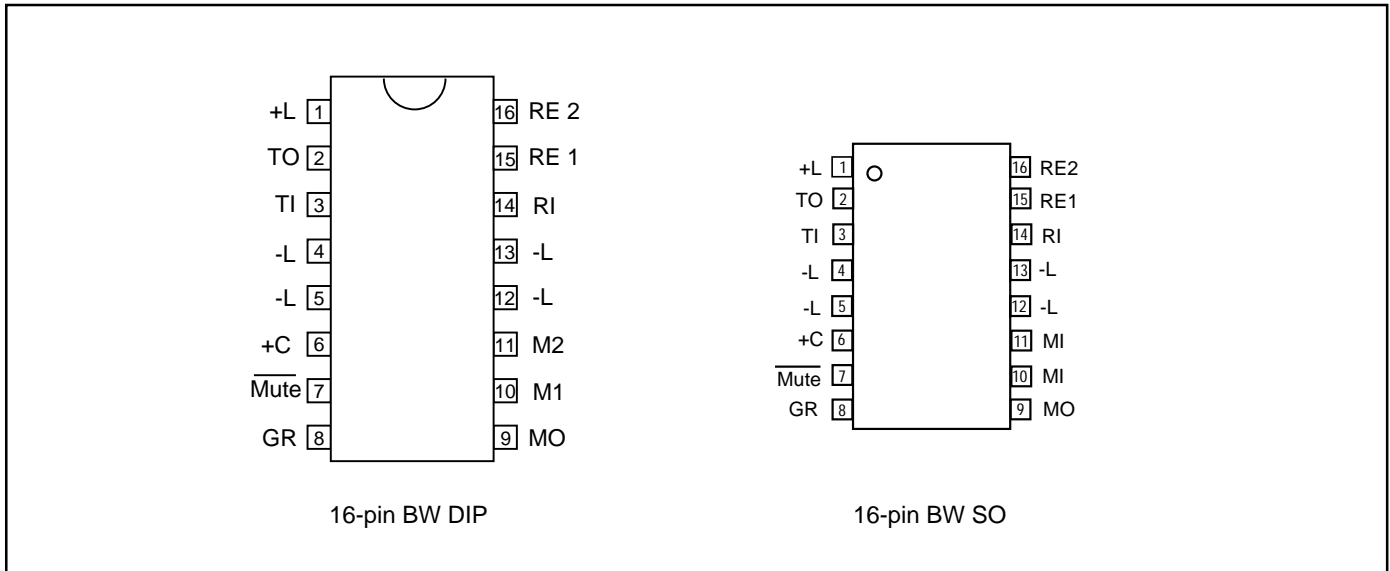 +L 1 16 RE 2
TO 2 15 RE 1
TI 3 14 RI
-L 4 13 -L
-L 5 12 -L
+C 6 11 M2
Mute 7 10 M1
GR 8 9 MO
16-pin BW DIP
+L 1 16 RE2
TO 2 15 RE1
TI 3 14 RI
-L 4 13 -L
-L 5 12 -L
+C 6 11 MI
Mute 7 10 MI
GR 8 9 MO
16-pin BW SO